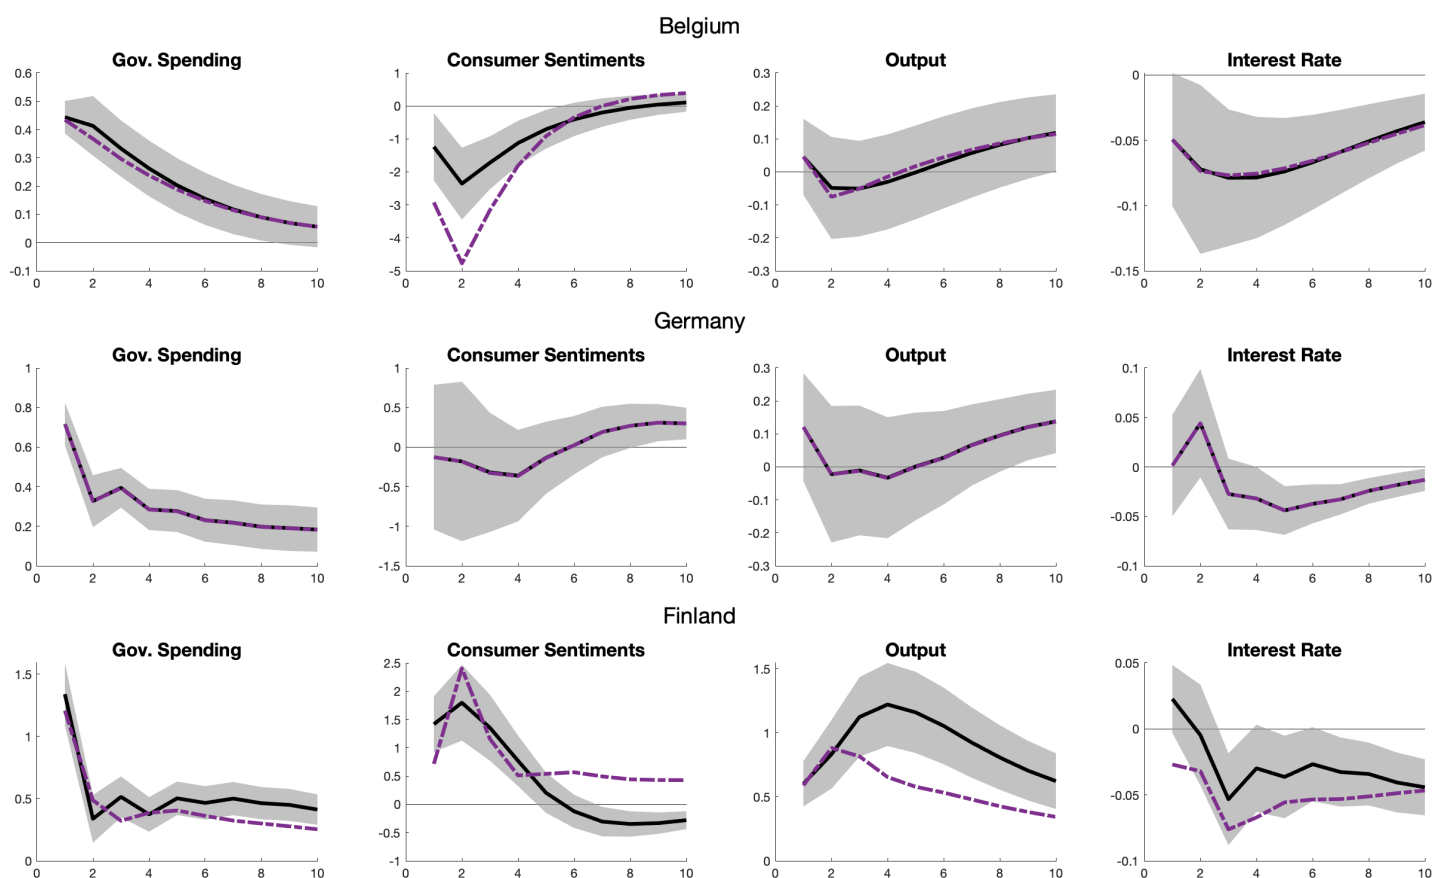 Belgium
Gov. Spending Consumer Sentiments Output Interest Rate
0.6 1 0.3 0
0.5 0 0.2
0.4 -1 0.1 -0.05
0.3 -2 0
0.2 -3 -0.1 -0.1
0.1 -4 -0.2
0 -5 -0.3 -0.15
-0.1
0 2 4 6 8 10 0 2 4 6 8 10 0 2 4 6 8 10 0 2 4 6 8 10
Germany
Gov. Spending Consumer Sentiments Output Interest Rate
1 1 0.3 0.1
0.8 0.5 0.2 0.05
0.6 0 0.1 0
0.4 -0.5 0 -0.05
0.2 -1 -0.1 -0.1
0 -1.5 -0.2
-0.3
0 2 4 6 8 10 0 2 4 6 8 10 0 2 4 6 8 10 0 2 4 6 8 10
Finland
Gov. Spending Consumer Sentiments Output Interest Rate
1.5 2.5 1.5 0.05
1 2 1 0
0.5 1.5 0.5 -0.05
0 1 0 -0.1
0.5
0
-0.5
-1
0 2 4 6 8 10 0 2 4 6 8 10 0 2 4 6 8 10 0 2 4 6 8 10